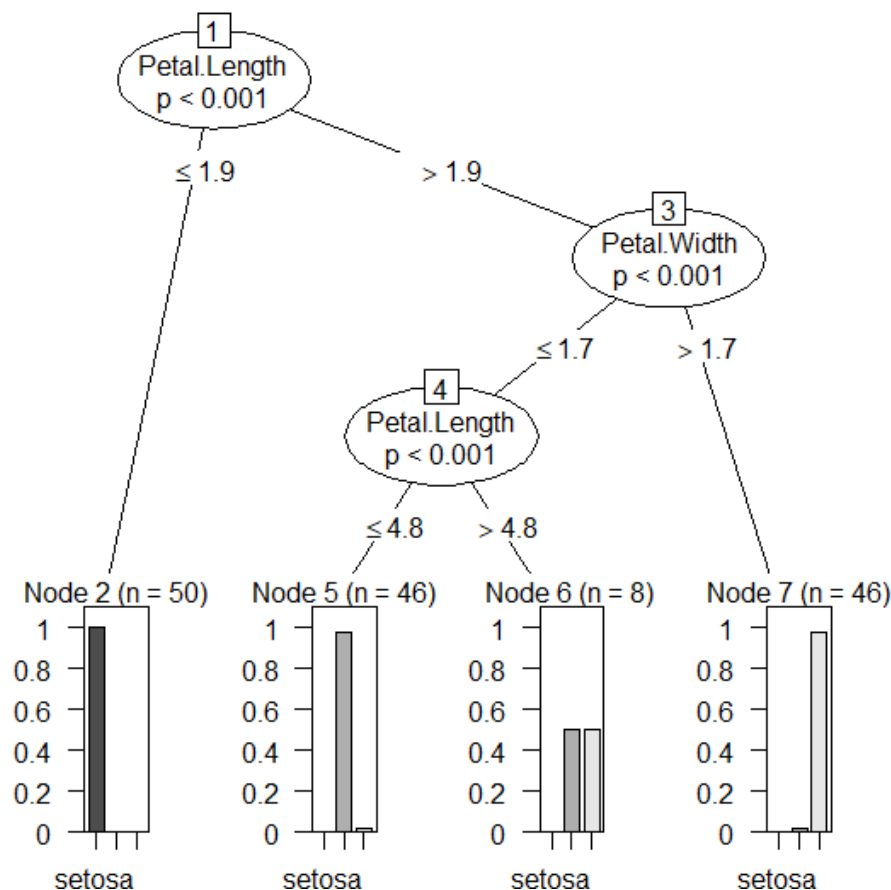 1
Petal.Length
p < 0.001
≤ 1.9
> 1.9
3
Petal.Width
p < 0.001
≤ 1.7
> 1.7
4
Petal.Length
p < 0.001
≤ 4.8
> 4.8
Node 2 (n = 50)
1
0.8
0.6
0.4
0.2
0
setosa
Node 5 (n = 46)
1
0.8
0.6
0.4
0.2
0
setosa
Node 6 (n = 8)
1
0.8
0.6
0.4
0.2
0
setosa
Node 7 (n = 46)
1
0.8
0.6
0.4
0.2
0
setosa